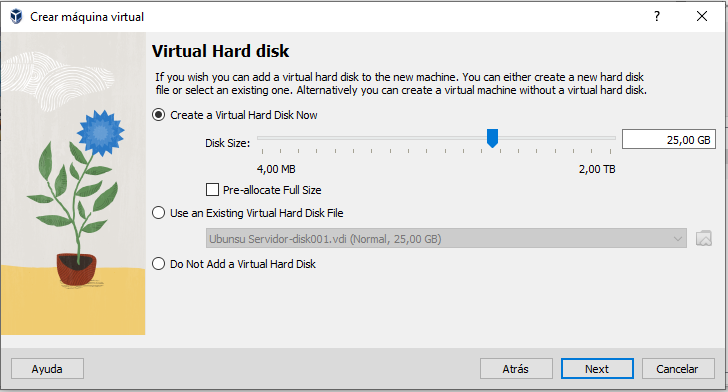 Crear máquina virtual
Virtual Hard disk
If you wish you can add a virtual hard disk to the new machine. You can either create a new hard disk
file or select an existing one. Alternatively you can create a virtual machine without a virtual hard disk.
Create a Virtual Hard Disk Now
Disk Size:
25,00 GB
4,00 MB
2,00 TB
Pre-allocate Full Size
Use an Existing Virtual Hard Disk File
Ubunsu Servidor-disk001.vdi (Normal, 25,00 GB)
Do Not Add a Virtual Hard Disk
Ayuda
Atrás
Next
Cancelar